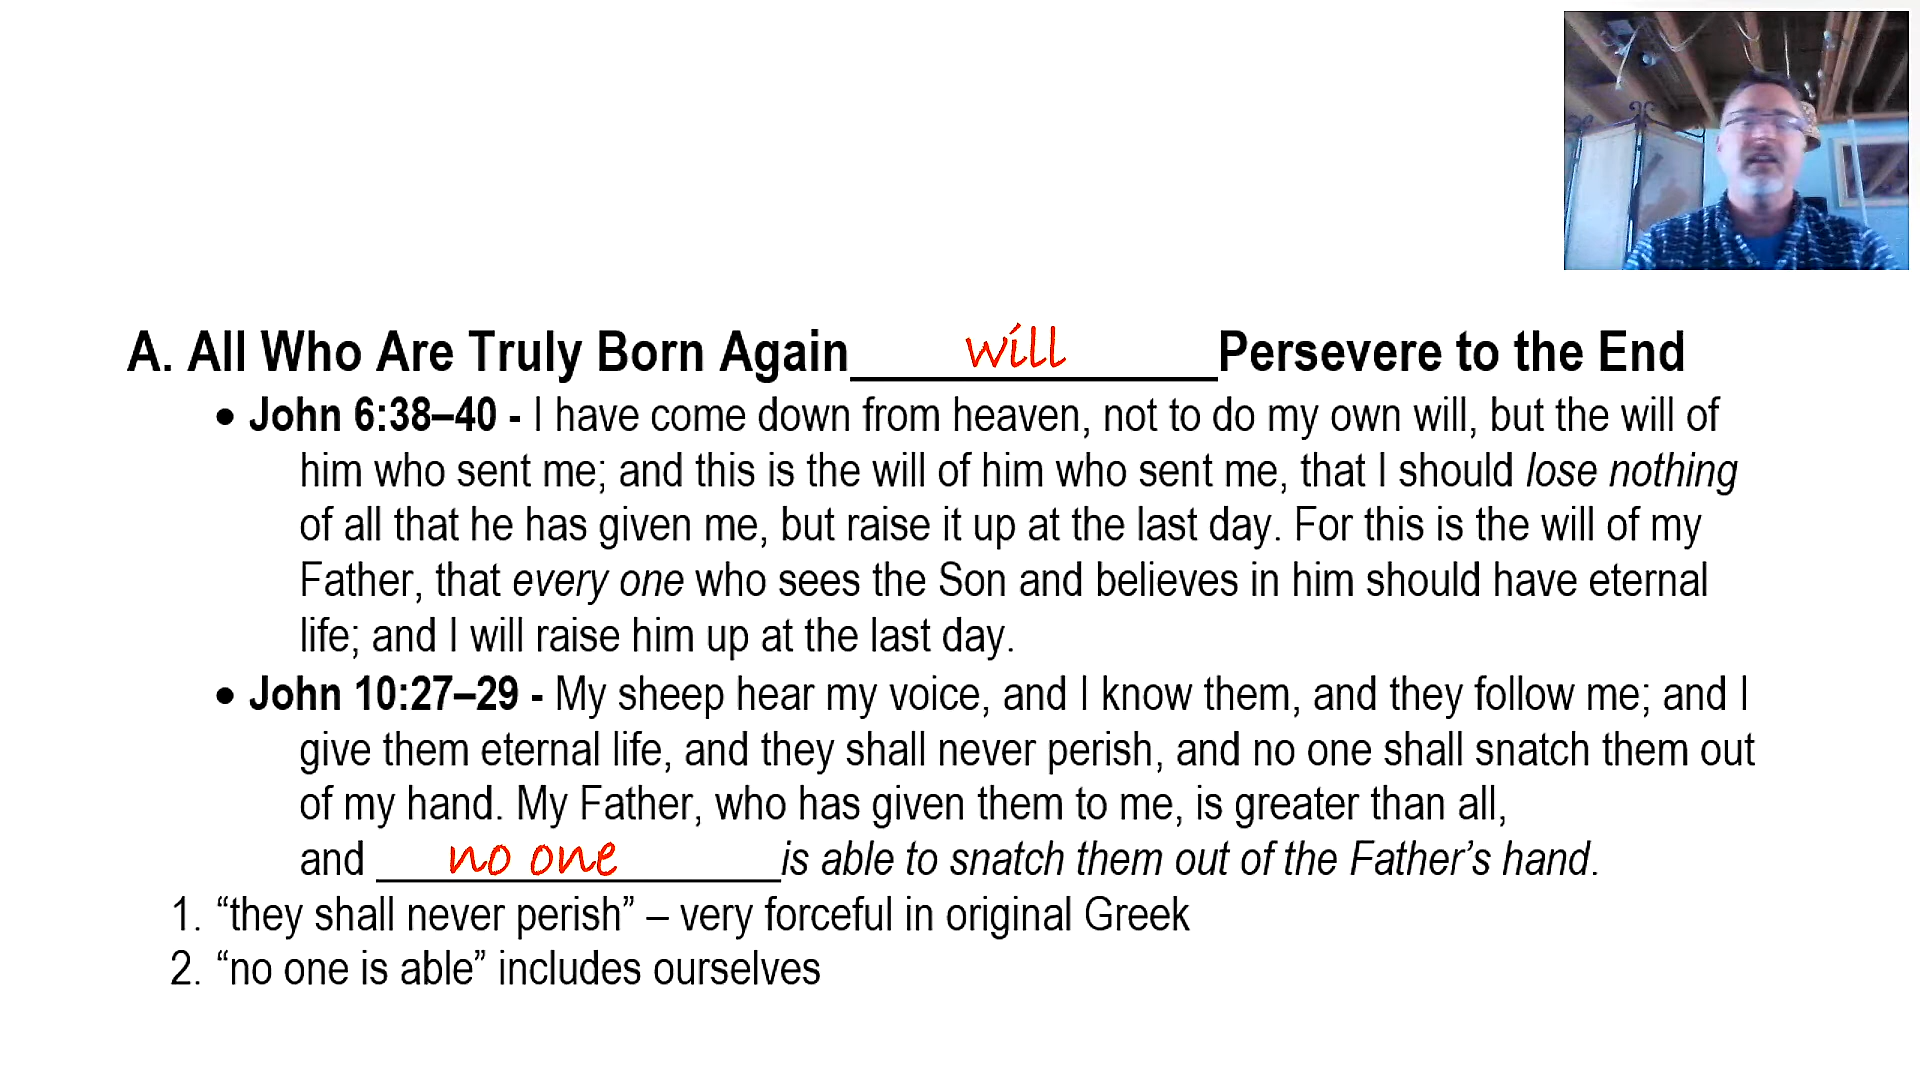 A. All Who Are Truly Born Again will Persevere to the End
• John 6:38–40 - I have come down from heaven, not to do my own will, but the will of
him who sent me; and this is the will of him who sent me, that I should lose nothing
of all that he has given me, but raise it up at the last day. For this is the will of my
Father, that every one who sees the Son and believes in him should have eternal
life; and I will raise him up at the last day.
• John 10:27–29 - My sheep hear my voice, and I know them, and they follow me; and I
give them eternal life, and they shall never perish, and no one shall snatch them out
of my hand. My Father, who has given them to me, is greater than all,
and no one is able to snatch them out of the Father’s hand.
1. “they shall never perish” – very forceful in original Greek
2. “no one is able” includes ourselves